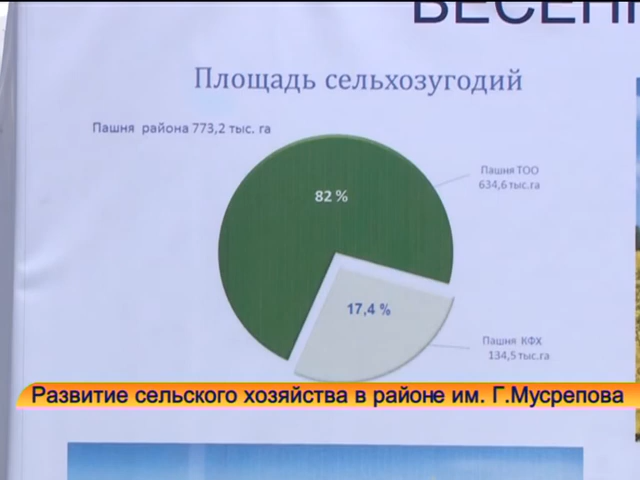 Площадь сельхозугодий
Пашня района 773,2 тыс. га
Пашня ТОО
634,6 тыс.га
82 %
17,4 %
Пашня КФХ
134,5 тыс.га
Развитие сельского хозяйства в районе им. Г.Мусрепова